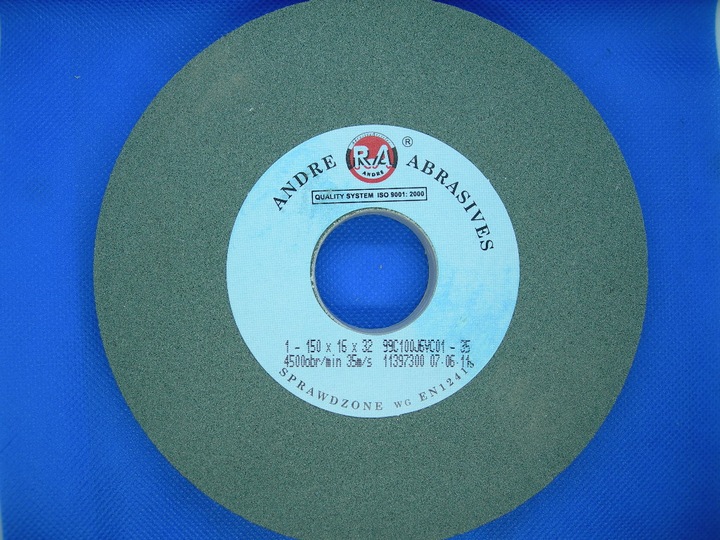 ANDRE RA ® ABRASIVES
ANDRE
QUALITY SYSTEM ISO 9001: 2000
1 - 150 x 16 x 32 99C100J6VC01 - 35
4500obr/min 35m/s 11397300 07.06.11
SPRAWDZONE WG EN12413